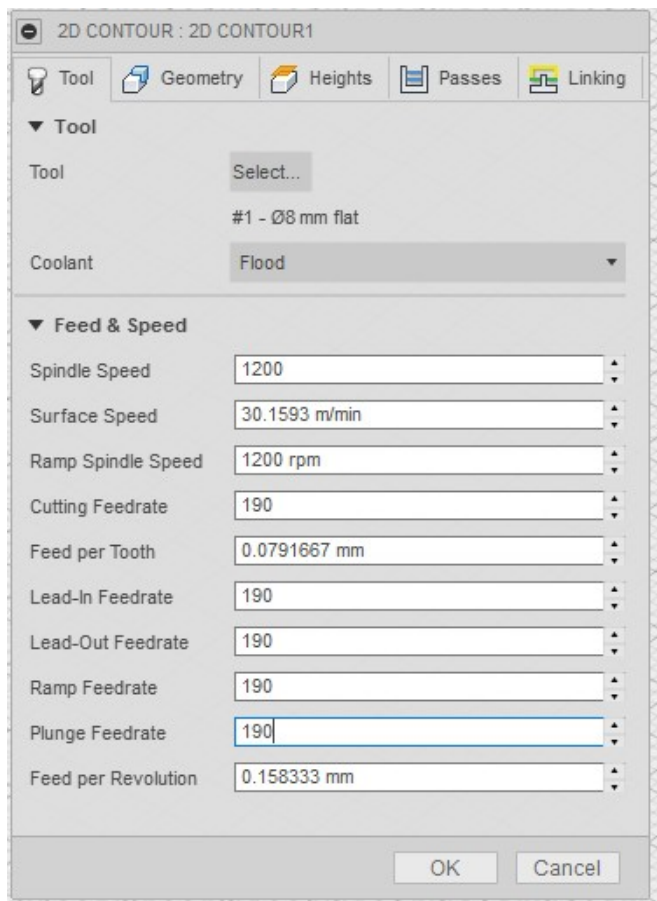 2D CONTOUR : 2D CONTOUR1
Tool Geometry Heights Passes Linking
Tool
Tool Select...
#1 - Ø8 mm flat
Coolant Flood
Feed & Speed
Spindle Speed 1200
Surface Speed 30.1593 m/min
Ramp Spindle Speed 1200 rpm
Cutting Feedrate 190
Feed per Tooth 0.0791667 mm
Lead-In Feedrate 190
Lead-Out Feedrate 190
Ramp Feedrate 190
Plunge Feedrate 190
Feed per Revolution 0.158333 mm
OK Cancel